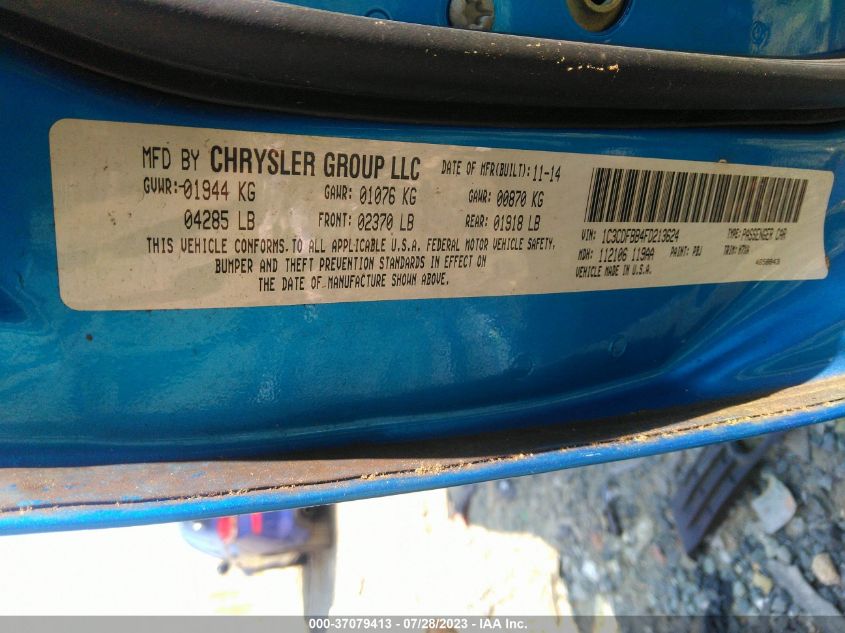 MFD BY CHRYSLER GROUP LLC DATE OF MFR(BUILT): 11-14
GVWR: 01944 KG GAWR: 01076 KG GAWR: 00870 KG
04285 LB FRONT: 02370 LB REAR: 01918 LB
THIS VEHICLE CONFORMS TO ALL APPLICABLE U.S.A. FEDERAL MOTOR VEHICLE SAFETY,
BUMPER AND THEFT PREVENTION STANDARDS IN EFFECT ON
THE DATE OF MANUFACTURE SHOWN ABOVE.
VIN: 1C3CDFBB4FD213624 TYPE: PASSENGER CAR
MDH: 112106 119AA PAINT: PBJ TRIM:
VEHICLE MADE IN U.S.A.
000-37079413 / 07/28/2023 / IAA Inc.